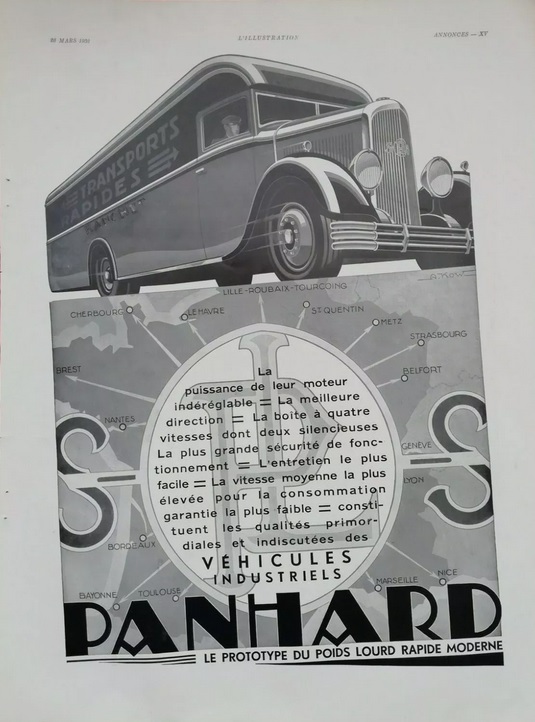 MARS
L'ILLUSTRATION
ANNONCES — XV
TRANSPORTS
RAPIDES
LILLE-ROUBAIX-TOURCOING
CHERBOURG
LE HAVRE
ST QUENTIN
METZ
STRASBOURG
BREST
BELFORT
NANTES
GENÈVE
LYON
BORDEAUX
BAYONNE
TOULOUSE
MARSEILLE
NICE
S S
PL
La
puissance de leur moteur
indéréglable = La meilleure
direction = La boîte à quatre
vitesses dont deux silencieuses
La plus grande sécurité de fonc-
tionnement = L'entretien le plus
facile = La vitesse moyenne la plus
élevée pour la consommation
garantie la plus faible = consti-
tuent les qualités primor-
diales et indiscutées des
VÉHICULES
INDUSTRIELS
PANHARD
LE PROTOTYPE DU POIDS LOURD RAPIDE MODERNE